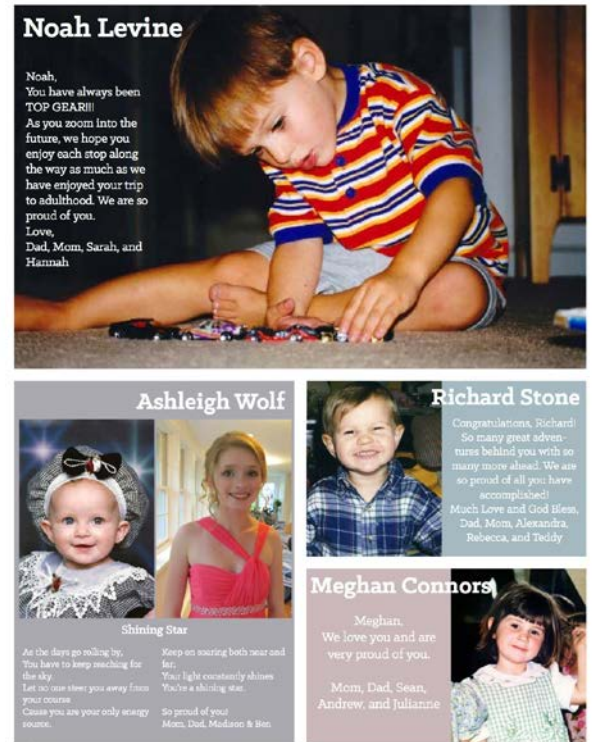 Noah Levine
Noah,
You have always been
TOP GEAR!!!
As you zoom into the
future, we hope you
enjoy each stop along
the way as much as we
have enjoyed your trip
to adulthood. We are so
proud of you.
Love,
Dad, Mom, Sarah, and
Hannah
Ashleigh Wolf
Shining Star
As the days go rolling by,
You have to keep reaching for
the sky.
Let no one steer you away from
your course
Cause you are your only energy
source.
Keep on soaring both near and
far;
Your light constantly shines
You're a shining star.
So proud of you!
Mom, Dad, Madison & Ben
Richard Stone
Congratulations, Richard!
So many great adven-
tures behind you with so
many more ahead. We are
so proud of all you have
accomplished!
Much Love and God Bless,
Dad, Mom, Alexandra,
Rebecca, and Teddy
Meghan Connors
Meghan,
We love you and are
very proud of you.
Mom, Dad, Sean,
Andrew, and Julianne